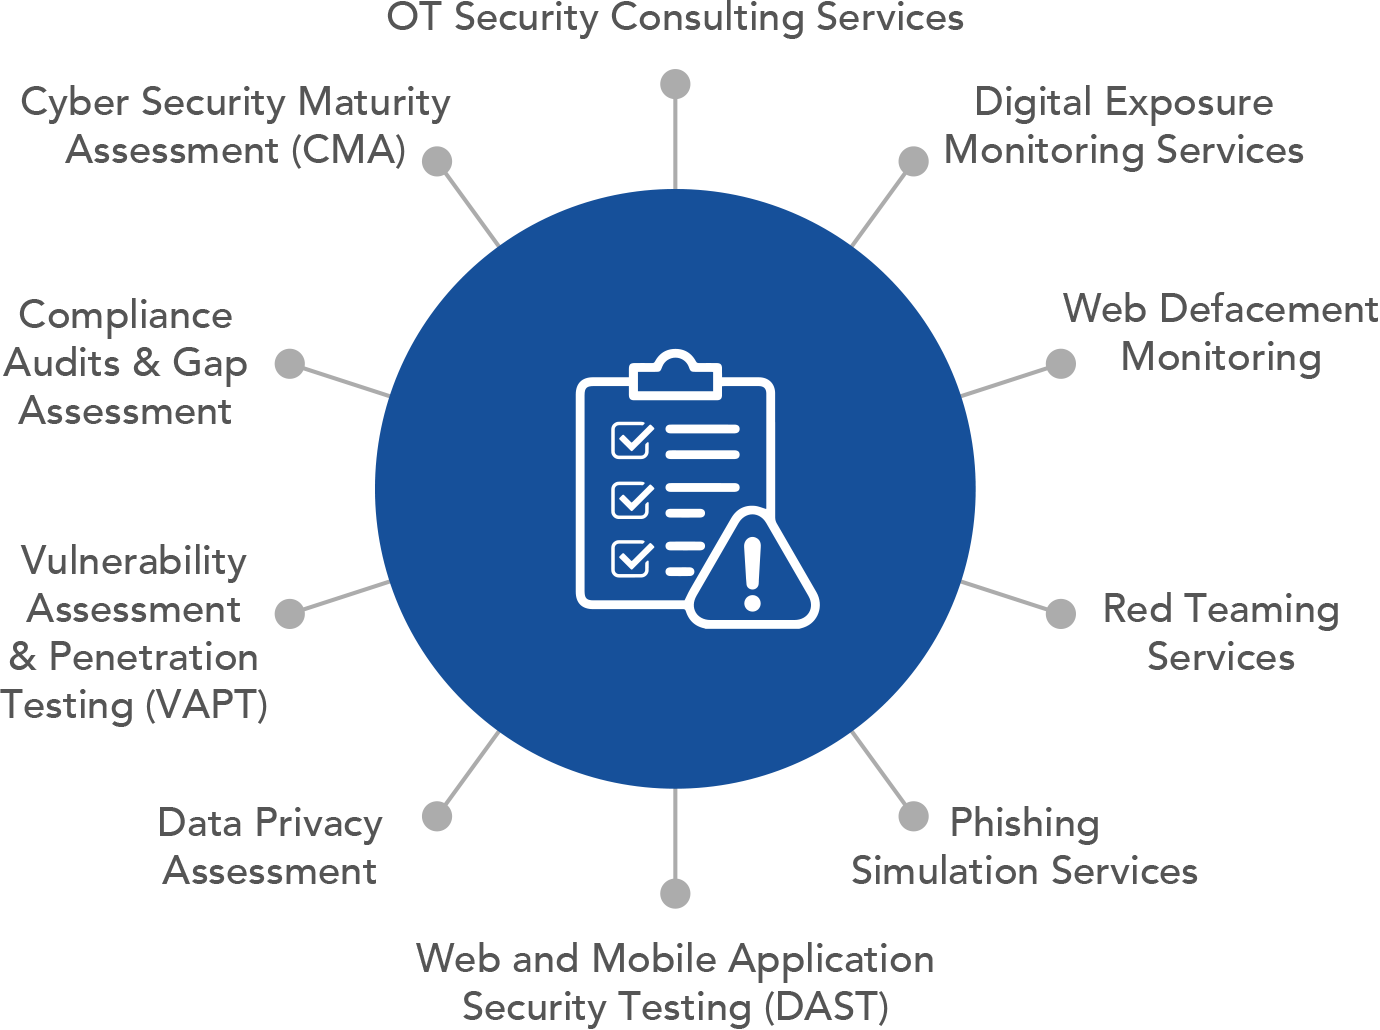 OT Security Consulting Services
Cyber Security Maturity
Assessment (CMA)
Digital Exposure
Monitoring Services
Compliance
Audits & Gap
Assessment
Web Defacement
Monitoring
Vulnerability
Assessment
& Penetration
Testing (VAPT)
Red Teaming
Services
Data Privacy
Assessment
Phishing
Simulation Services
Web and Mobile Application
Security Testing (DAST)